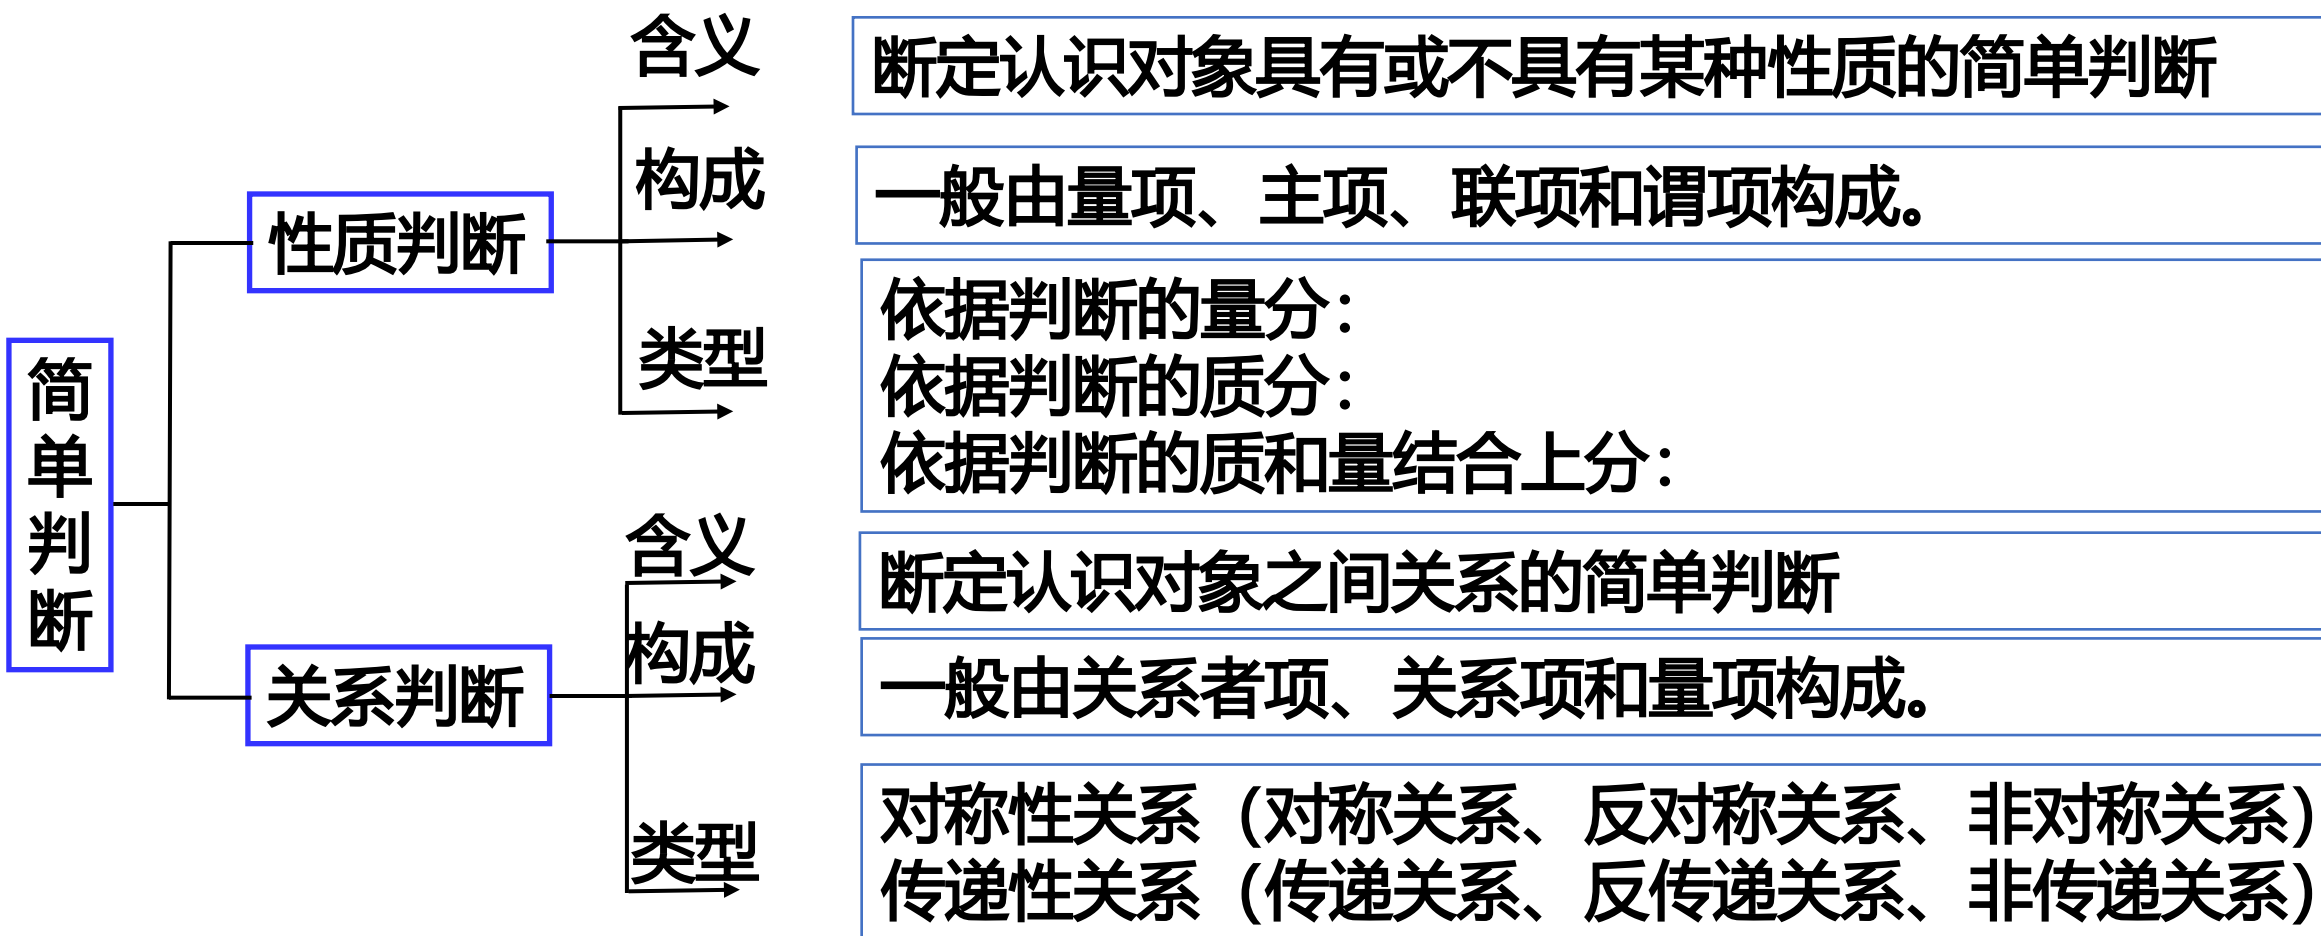 简单判断
性质判断
含义
断定认识对象具有或不具有某种性质的简单判断
构成
一般由量项、主项、联项和谓项构成。
类型
依据判断的量分：
依据判断的质分：
依据判断的质和量结合上分：
关系判断
含义
断定认识对象之间关系的简单判断
构成
一般由关系者项、关系项和量项构成。
类型
对称性关系（对称关系、反对称关系、非对称关系）
传递性关系（传递关系、反传递关系、非传递关系）